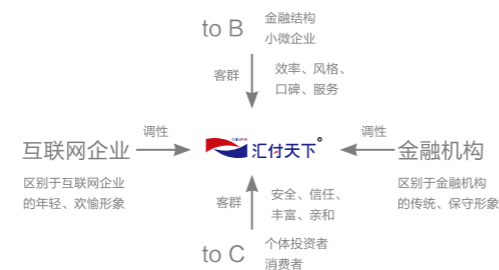 to B
金融结构
小微企业
客群
效率、风格、
口碑、服务
调性
调性
互联网企业
汇付天下
金融机构
区别于互联网企业
的年轻、欢愉形象
区别于金融机构
的传统、保守形象
客群
安全、信任、
丰富、亲和
to C
个体投资者
消费者